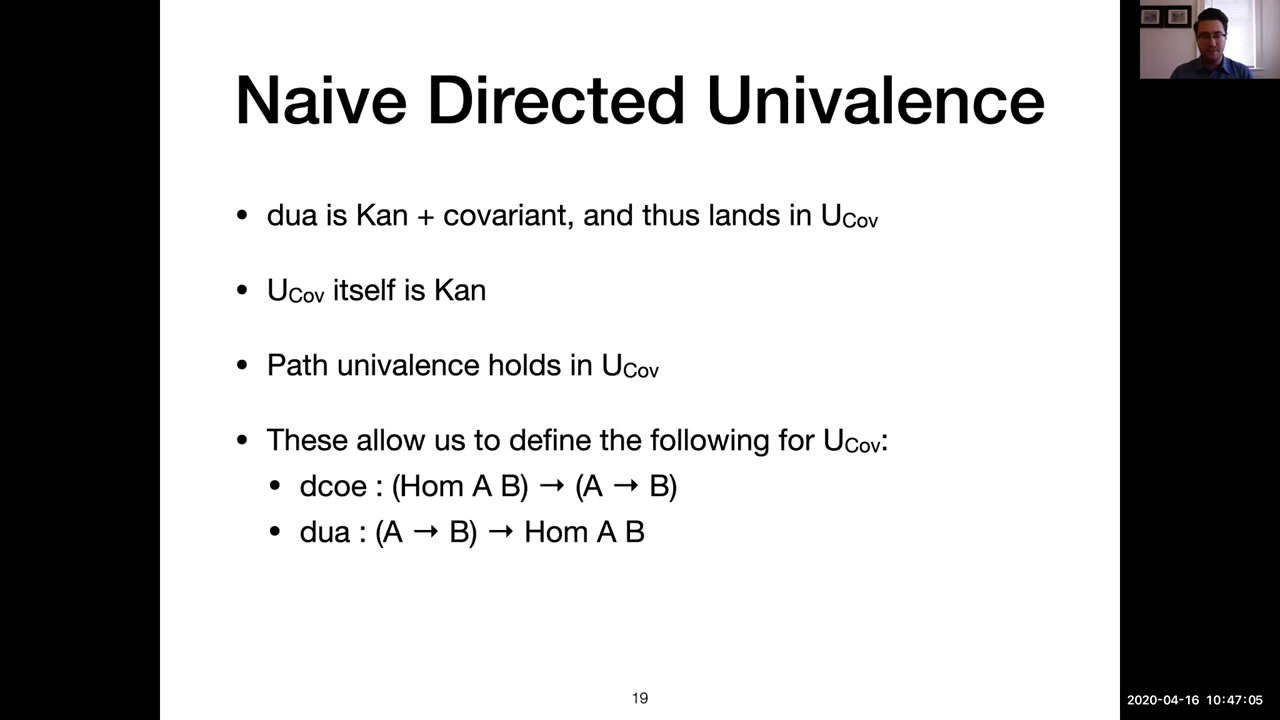 Naive Directed Univalence
• dua is Kan + covariant, and thus lands in UCov
• UCov itself is Kan
• Path univalence holds in UCov
• These allow us to define the following for UCov:
• dcoe : (Hom A B) → (A → B)
• dua : (A → B) → Hom A B
19
2020-04-16 10:47:05